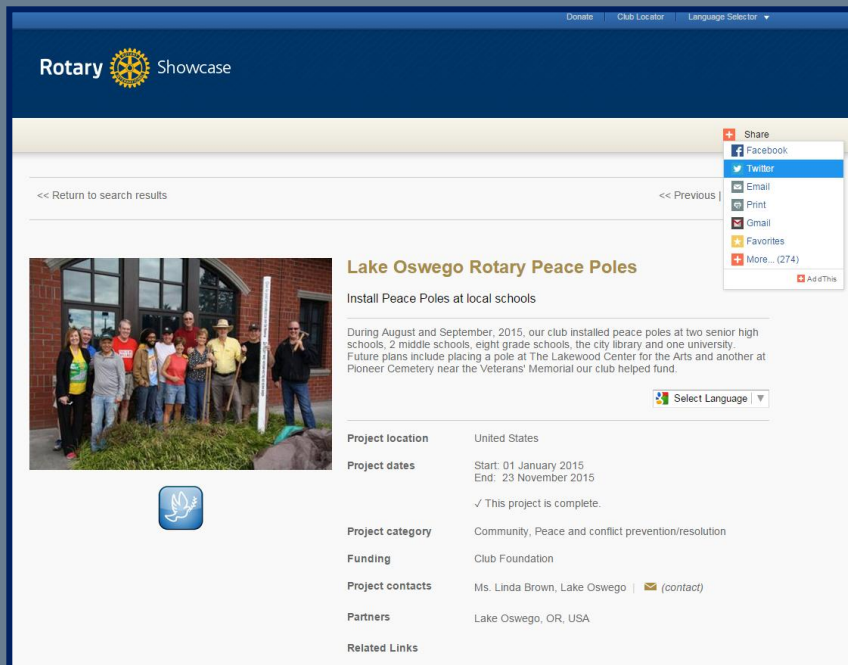 Donate
Club Locator
Language Selector
Rotary Showcase
Share
Facebook
Twitter
Email
Print
Gmail
Favorites
More... (274)
AddThis
<< Return to search results
<< Previous |
Lake Oswego Rotary Peace Poles
Install Peace Poles at local schools
During August and September, 2015, our club installed peace poles at two senior high
schools, 2 middle schools, eight grade schools, the city library and one university.
Future plans include placing a pole at The Lakewood Center for the Arts and another at
Pioneer Cemetery near the Veterans' Memorial our club helped fund.
Select Language
Project location United States
Project dates Start: 01 January 2015
End: 23 November 2015
✓ This project is complete.
Project category Community, Peace and conflict prevention/resolution
Funding Club Foundation
Project contacts Ms. Linda Brown, Lake Oswego | (contact)
Partners Lake Oswego, OR, USA
Related Links